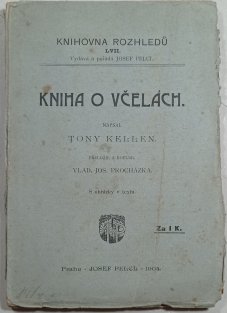 KNIHOVNA ROZHLEDŮ
LVII.
Vydává a pořádá JOSEF PELCL.
KNIHA O VČELÁCH.
NAPSAL
TONY KELLEN.
PŘELOŽIL A DOPLNIL
VLAD. JOS. PROCHÁZKA.
S obrázky v textu.
Za 1 K.
Praha - JOSEF PELCL - 1904.